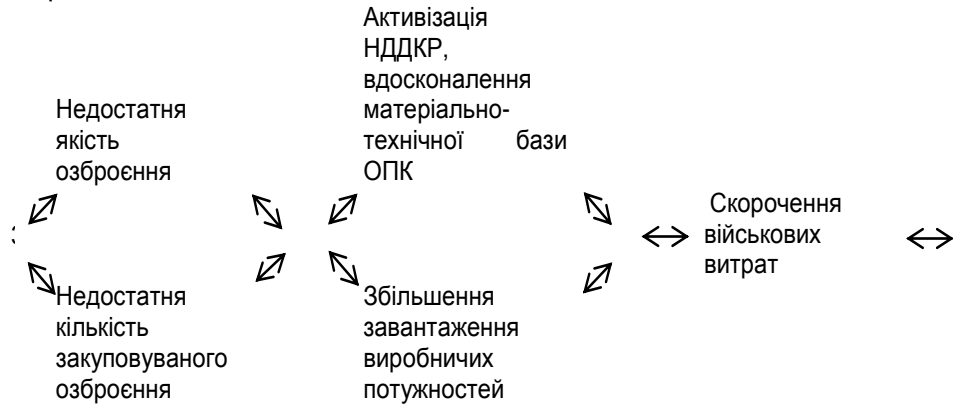 Активізація
НДДКР,
вдосконалення
матеріально-
технічної бази
ОПК
Недостатня
якість
озброєння
Скорочення
військових
витрат
Недостатня
кількість
закуповуваного
озброєння
Збільшення
завантаження
виробничих
потужностей